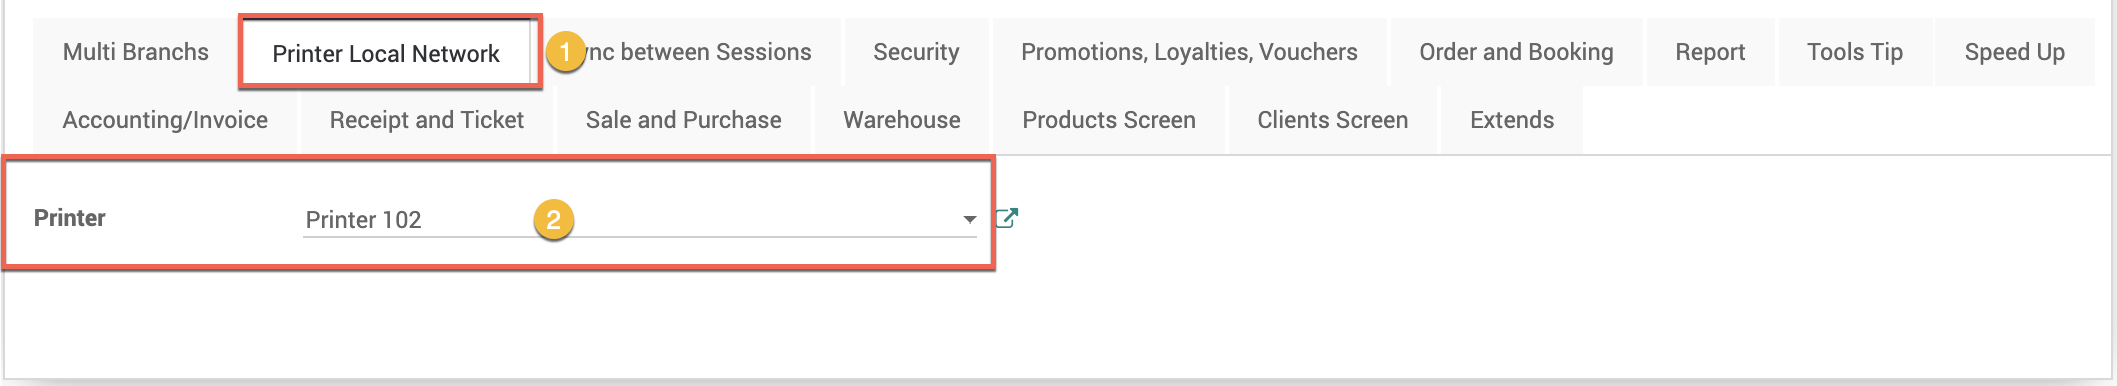 Multi Branchs Printer Local Network 1 nc between Sessions Security Promotions, Loyalties, Vouchers Order and Booking Report Tools Tip Speed Up
Accounting/Invoice Receipt and Ticket Sale and Purchase Warehouse Products Screen Clients Screen Extends
Printer Printer 102 2